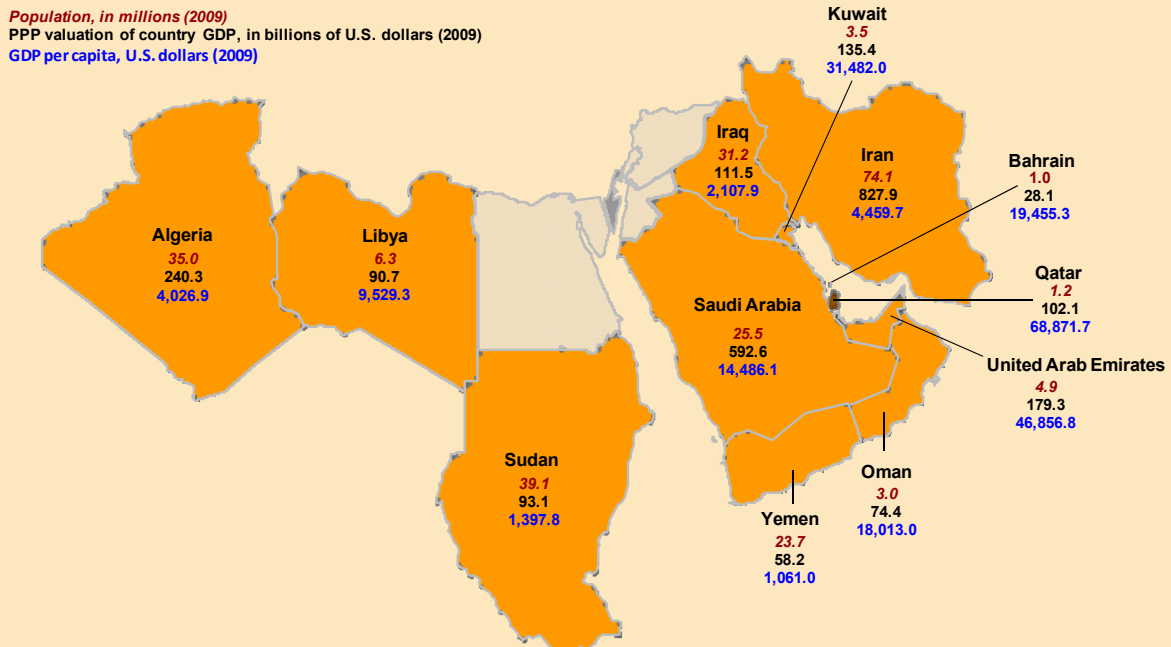 Population, in millions (2009)
PPP valuation of country GDP, in billions of U.S. dollars (2009)
GDP per capita, U.S. dollars (2009)
Kuwait
3.5
135.4
31,482.0
Iraq
31.2
111.5
2,107.9
Iran
74.1
827.9
4,459.7
Bahrain
1.0
28.1
19,455.3
Algeria
35.0
240.3
4,026.9
Libya
6.3
90.7
9,529.3
Saudi Arabia
25.5
592.6
14,486.1
Qatar
1.2
102.1
68,871.7
United Arab Emirates
4.9
179.3
46,856.8
Sudan
39.1
93.1
1,397.8
Oman
3.0
74.4
18,013.0
Yemen
23.7
58.2
1,061.0